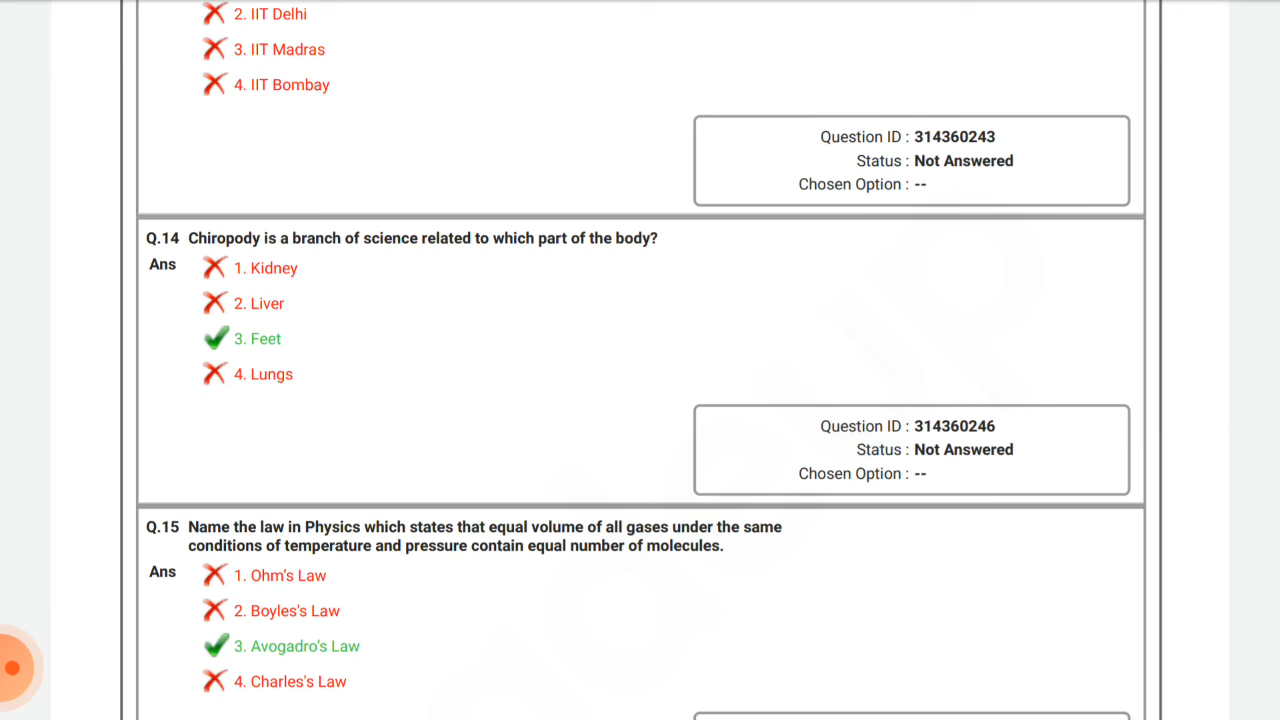 2. IIT Delhi
3. IIT Madras
4. IIT Bombay
Question ID : 314360243
Status : Not Answered
Chosen Option : --
Q.14 Chiropody is a branch of science related to which part of the body?
Ans 1. Kidney
2. Liver
3. Feet
4. Lungs
Question ID : 314360246
Status : Not Answered
Chosen Option : --
Q.15 Name the law in Physics which states that equal volume of all gases under the same
conditions of temperature and pressure contain equal number of molecules.
Ans 1. Ohm's Law
2. Boyles's Law
3. Avogadro's Law
4. Charles's Law